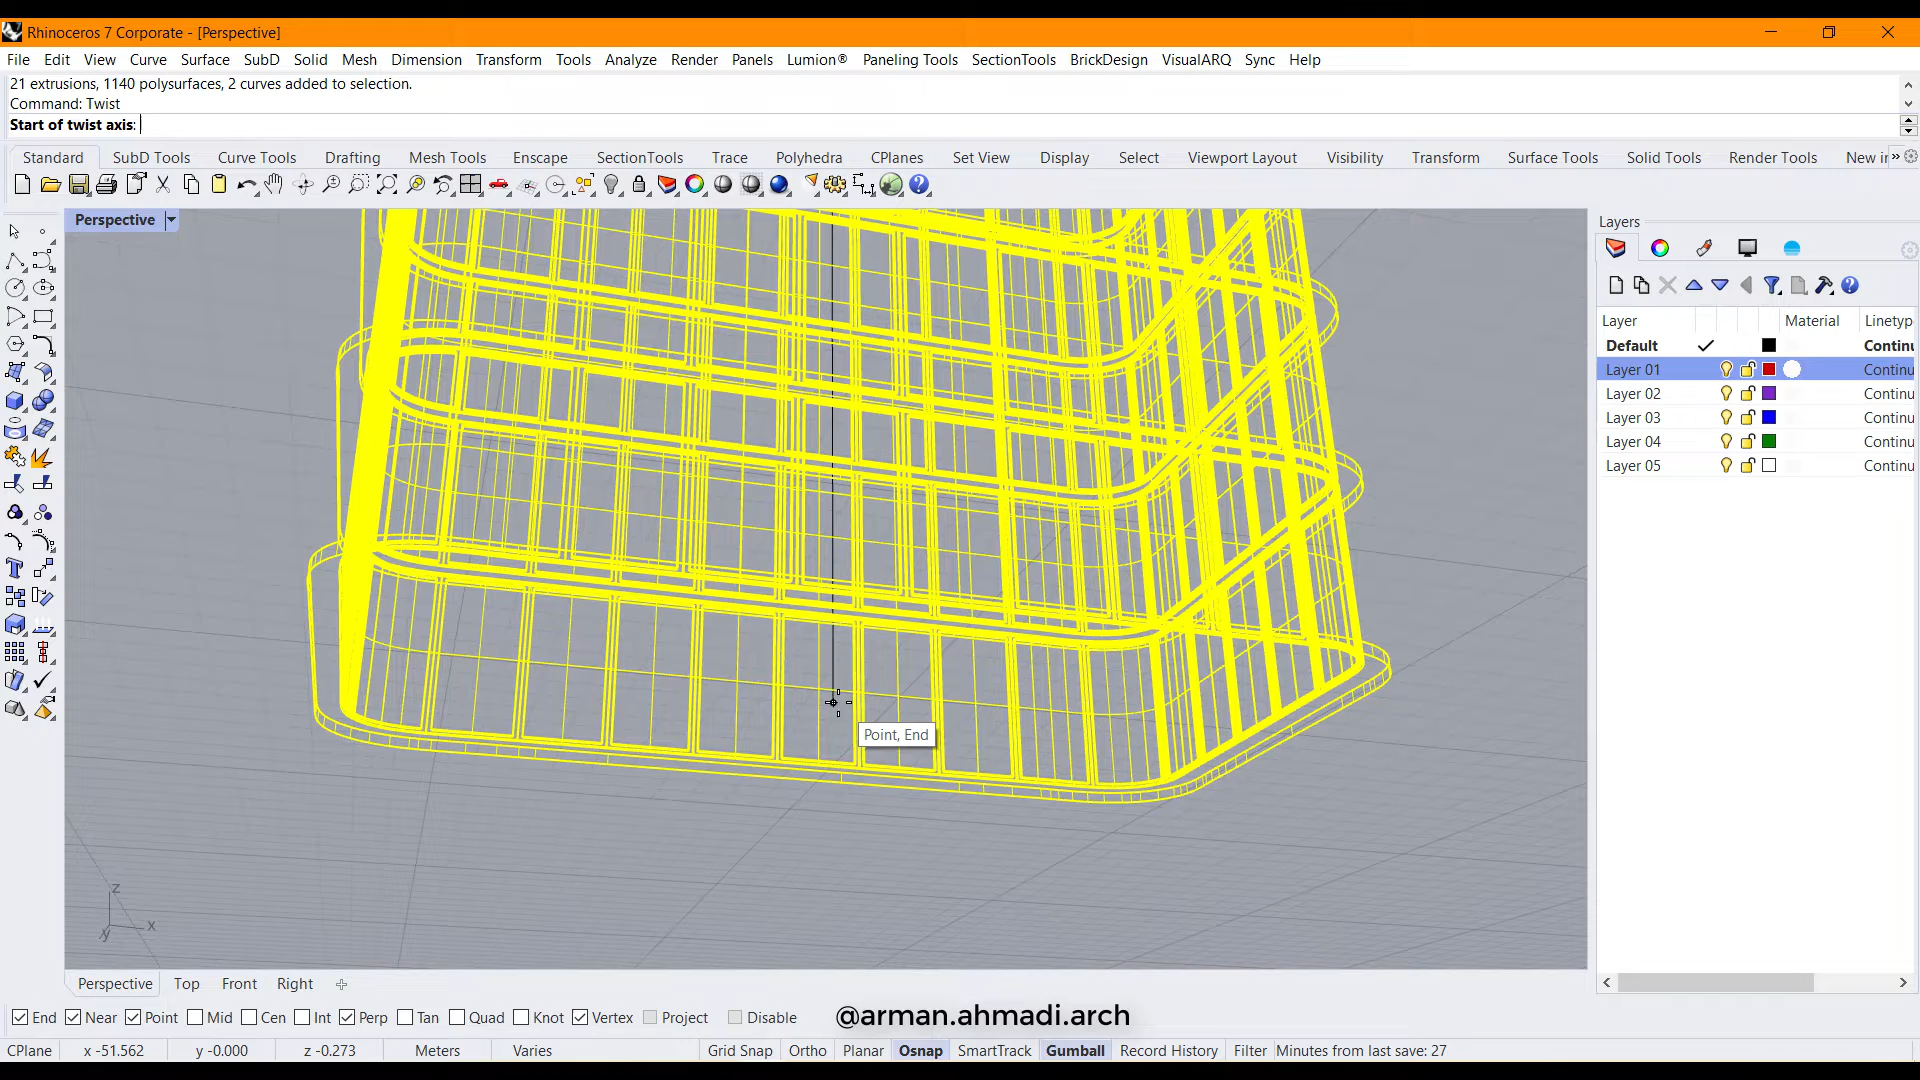 Rhinoceros 7 Corporate - [Perspective]
File Edit View Curve Surface SubD Solid Mesh Dimension Transform Tools Analyze Render Panels Lumion® Paneling Tools SectionTools BrickDesign VisualARQ Sync Help
21 extrusions, 1140 polysurfaces, 2 curves added to selection.
Command: Twist
Start of twist axis:
Standard SubD Tools Curve Tools Drafting Mesh Tools Enscape SectionTools Trace Polyhedra CPlanes Set View Display Select Viewport Layout Visibility Transform Surface Tools Solid Tools Render Tools New in
Perspective
Layers
Layer Material Linetyp
Default Continu
Layer 01 Continu
Layer 02 Continu
Layer 03 Continu
Layer 04 Continu
Layer 05 Continu
Point, End
z
x
y
Perspective Top Front Right
End Near Point Mid Cen Int Perp Tan Quad Knot Vertex Project Disable
@arman.ahmadi.arch
CPlane x -51.562 y -0.000 z -0.273 Meters Varies Grid Snap Ortho Planar Osnap SmartTrack Gumball Record History Filter Minutes from last save: 27